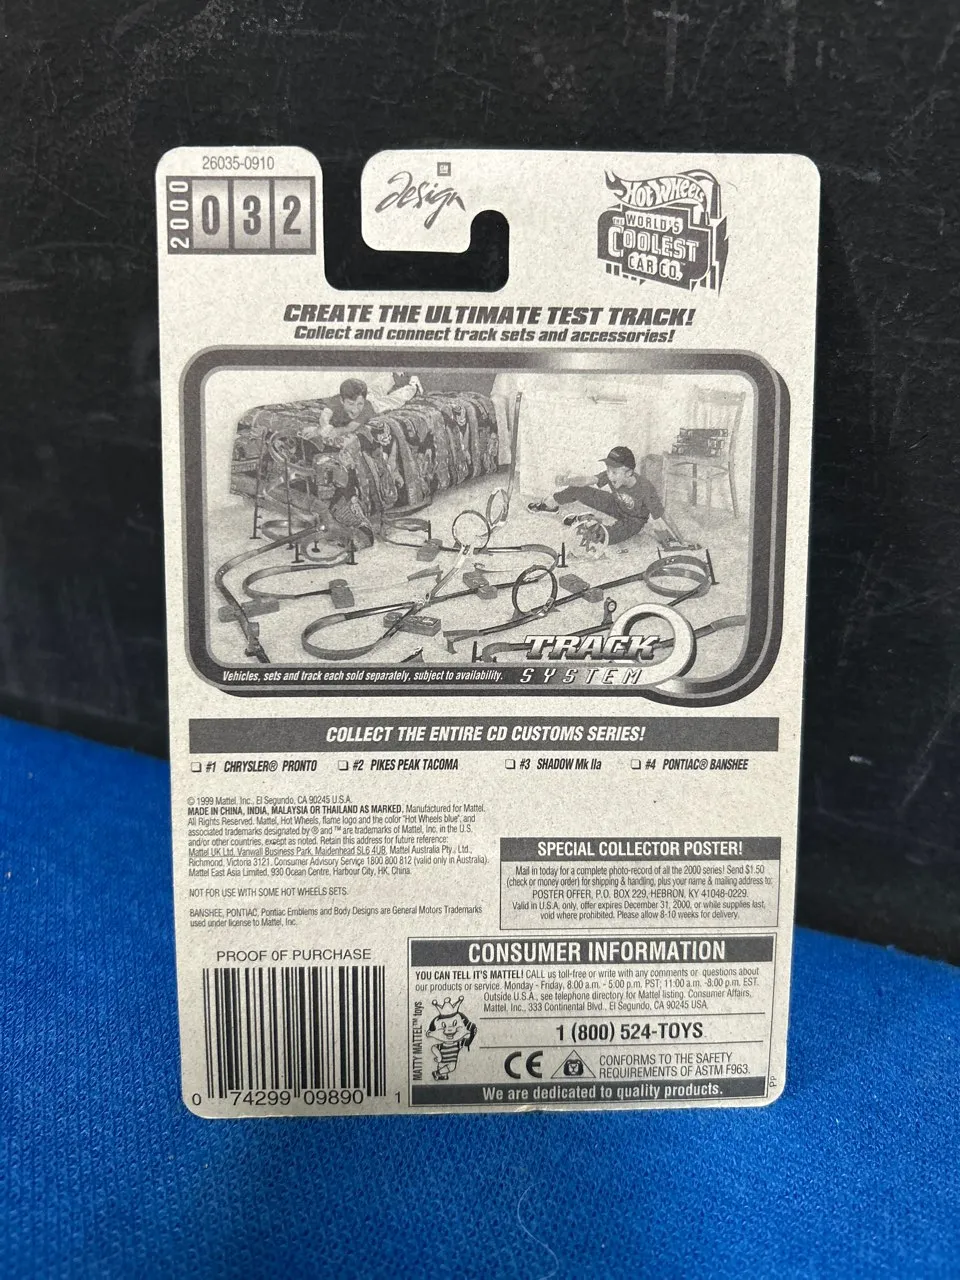 26035-0910
2000
032
GM
design
Hot Wheels
THE WORLD'S
COOLEST
CAR CO.™
CREATE THE ULTIMATE TEST TRACK!
Collect and connect track sets and accessories!
TRACK
SYSTEM
Vehicles, sets and track each sold separately, subject to availability.
COLLECT THE ENTIRE CD CUSTOMS SERIES!
#1 CHRYSLER® PRONTO
#2 PIKES PEAK TACOMA
#3 SHADOW Mk IIa
#4 PONTIAC® BANSHEE
© 1999 Mattel, Inc., El Segundo, CA 90245 U.S.A.
MADE IN CHINA, INDIA, MALAYSIA OR THAILAND AS MARKED. Manufactured for Mattel.
All Rights Reserved. Mattel, Hot Wheels, flame logo and the color "Hot Wheels blue", and
associated trademarks designated by ® and ™ are trademarks of Mattel, Inc. in the U.S.
and/or other countries, except as noted. Retain this address for future reference:
Mattel UK Ltd, Vanwall Business Park, Maidenhead SL6 4UB, Mattel Australia Pty., Ltd.,
Richmond, Victoria 3121. Consumer Advisory Service 1800 800 812 (valid only in Australia).
Mattel East Asia Limited, 930 Ocean Centre, Harbour City, HK, China.
NOT FOR USE WITH SOME HOT WHEELS SETS.
BANSHEE, PONTIAC, Pontiac Emblems and Body Designs are General Motors Trademarks
used under license to Mattel, Inc.
SPECIAL COLLECTOR POSTER!
Mail in today for a complete photo-record of all the 2000 series! Send $1.50
(check or money order) for shipping & handling, plus your name & mailing address to:
POSTER OFFER, P.O. BOX 229, HEBRON, KY 41048-0229.
Valid in U.S.A. only, offer expires December 31, 2000, or while supplies last,
void where prohibited. Please allow 8-10 weeks for delivery.
PROOF OF PURCHASE
0 74299 09890 1
CONSUMER INFORMATION
YOU CAN TELL IT'S MATTEL! CALL us toll-free or write with any comments or questions about
our products or service. Monday - Friday, 8:00 a.m. - 5:00 p.m. PST; 11:00 a.m. -8:00 p.m. EST.
Outside U.S.A., see telephone directory for Mattel listing. Consumer Affairs,
Mattel, Inc., 333 Continental Blvd., El Segundo, CA 90245 USA.
MATTY MATTEL™ toys
1 (800) 524-TOYS
CE
CONFORMS TO THE SAFETY
REQUIREMENTS OF ASTM F963.
We are dedicated to quality products.
PP